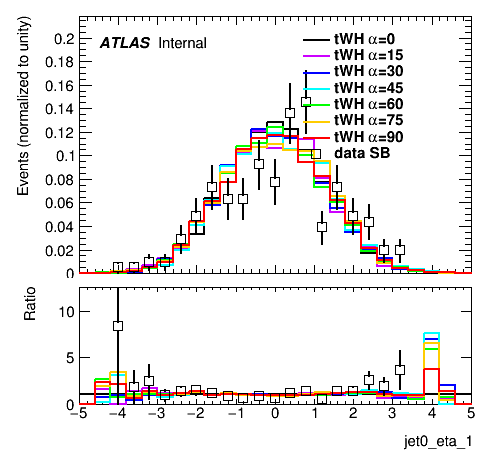 ATLAS Internal
tWH α=0
tWH α=15
tWH α=30
tWH α=45
tWH α=60
tWH α=75
tWH α=90
data SB
Events (normalized to unity)
0.2
0.18
0.16
0.14
0.12
0.1
0.08
0.06
0.04
0.02
0
Ratio
10
5
0
−5 −4 −3 −2 −1 0 1 2 3 4 5
jet0_eta_1